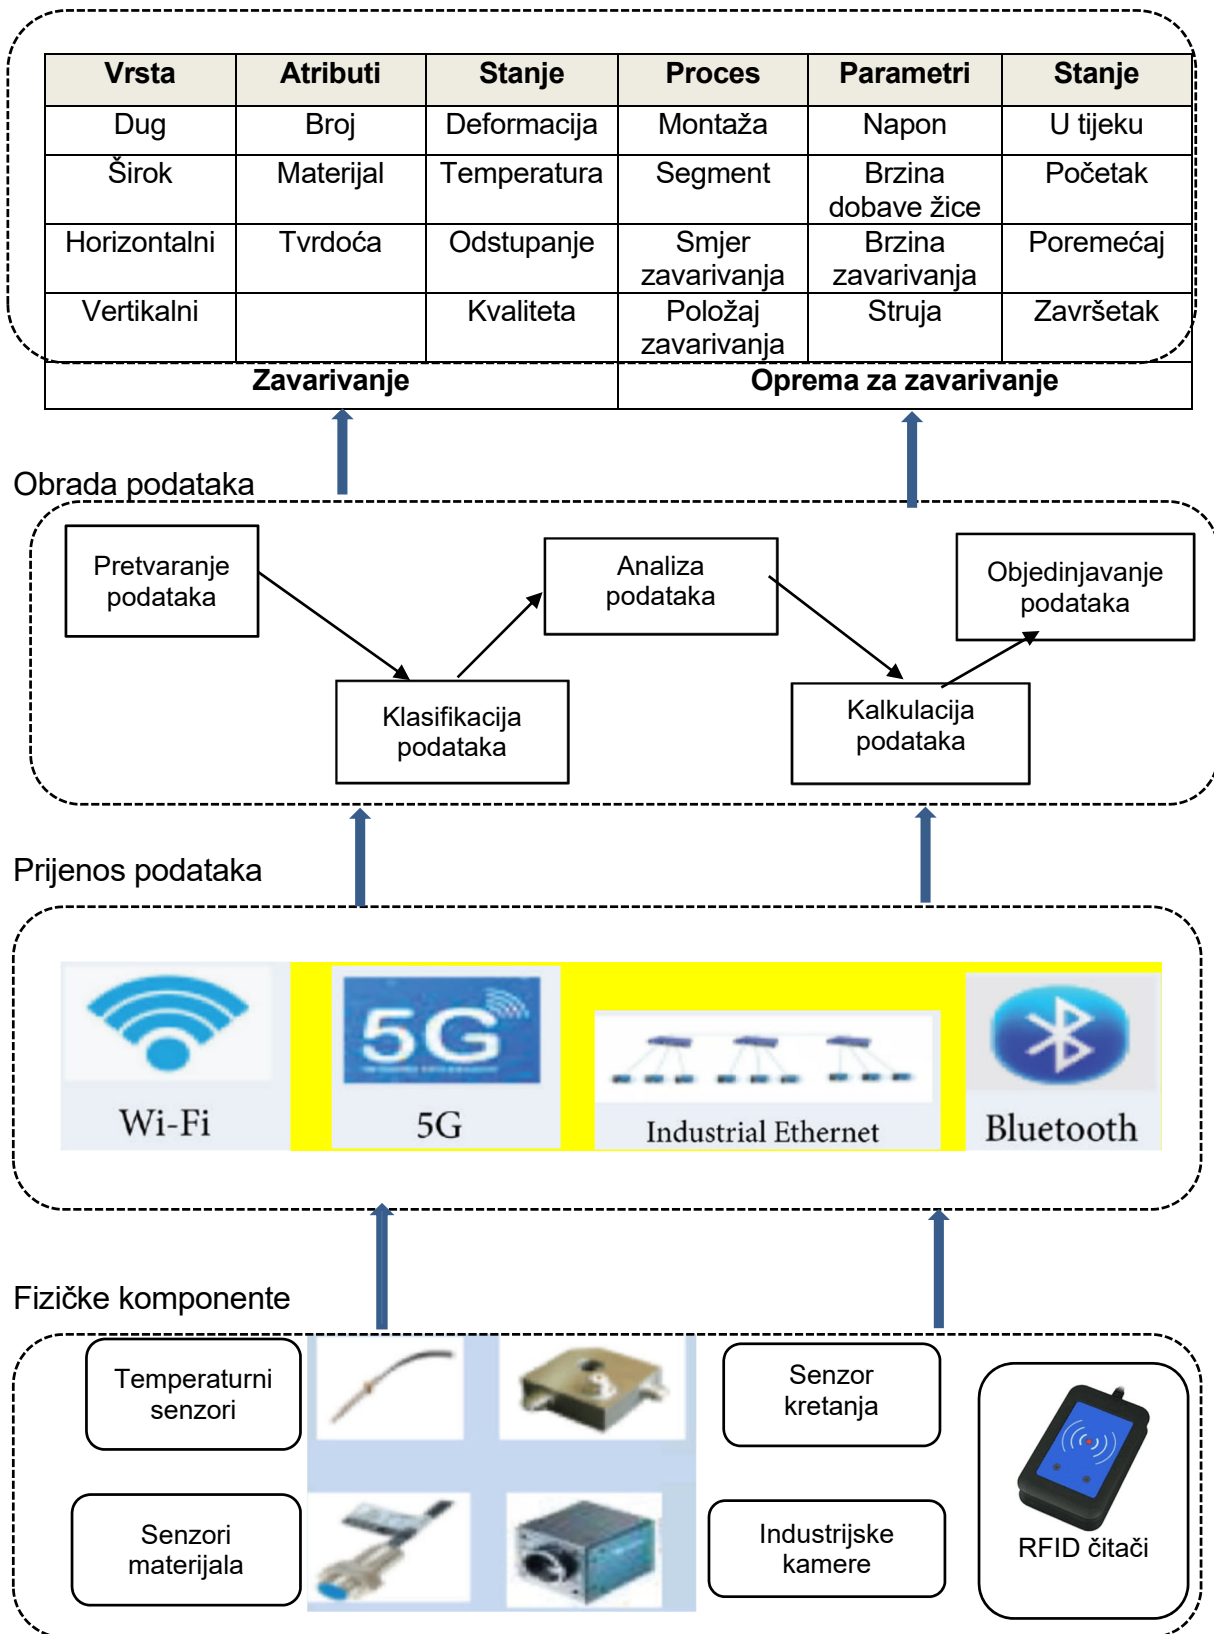 Vrsta Atributi Stanje Proces Parametri Stanje
Dug Broj Deformacija Montaža Napon U tijeku
Širok Materijal Temperatura Segment Brzina dobave žice Početak
Horizontalni Tvrdoća Odstupanje Smjer zavarivanja Brzina zavarivanja Poremećaj
Vertikalni Kvaliteta Položaj zavarivanja Struja Završetak
Zavarivanje Oprema za zavarivanje
Obrada podataka
Pretvaranje
podataka
Klasifikacija
podataka
Analiza
podataka
Kalkulacija
podataka
Objedinjavanje
podataka
Prijenos podataka
Wi-Fi
5G
5G
Industrial Ethernet
Bluetooth
Fizičke komponente
Temperaturni
senzori
Senzor
kretanja
Senzori
materijala
Industrijske
kamere
RFID čitači